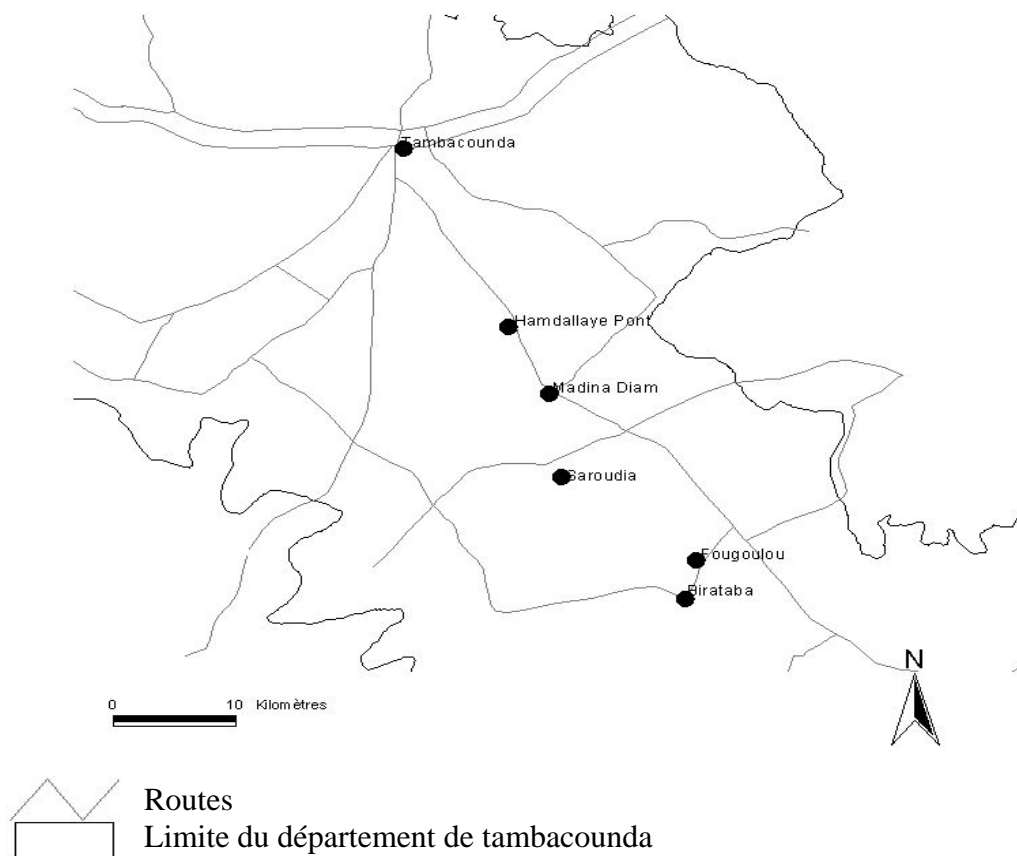 Tambacounda
Hamdallaye Pont
Madina Diam
Saroudia
Fougoulou
Birataba
N
0 10 Kilomètres
Routes
Limite du département de tambacounda